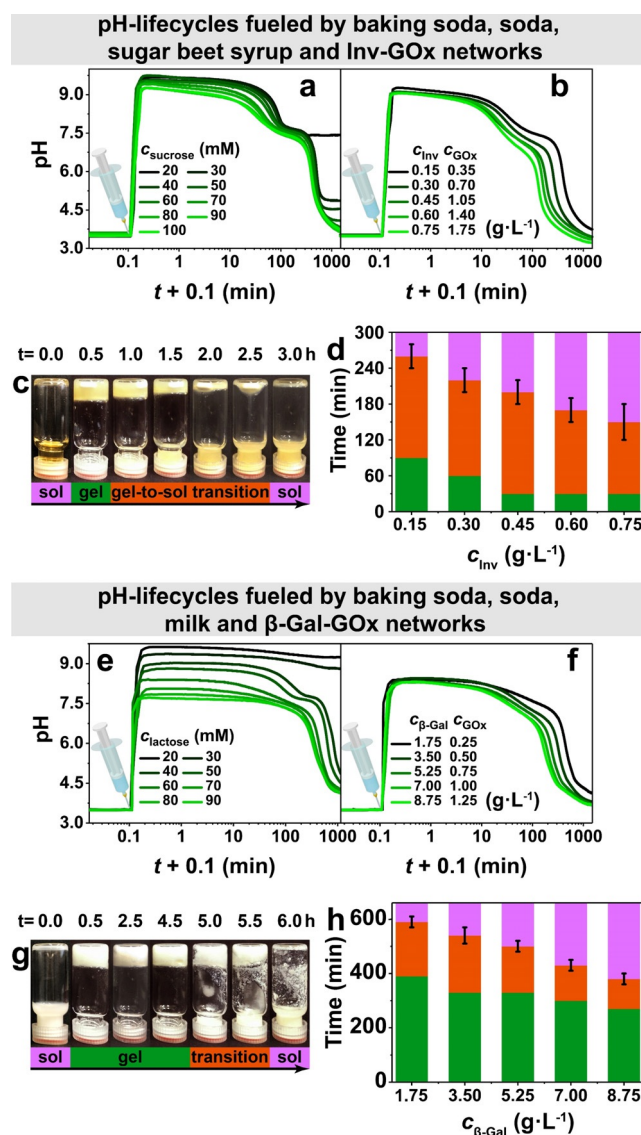 pH-lifecycles fueled by baking soda, soda,
sugar beet syrup and Inv-GOx networks
a
pH
9.0
7.5
6.0
4.5
3.0
c_sucrose (mM)
20 30
40 50
60 70
80 90
100
0.1 1 10 100 1000
t + 0.1 (min)
b
c_Inv c_GOx
0.15 0.35
0.30 0.70
0.45 1.05
0.60 1.40
0.75 1.75
(g·L⁻¹)
0.1 1 10 100 1000
t + 0.1 (min)
t= 0.0 0.5 1.0 1.5 2.0 2.5 3.0 h
c
sol gel gel-to-sol transition sol
d
Time (min)
300
240
180
120
60
0
0.15 0.30 0.45 0.60 0.75
c_Inv (g·L⁻¹)
pH-lifecycles fueled by baking soda, soda,
milk and β-Gal-GOx networks
e
pH
9.0
7.5
6.0
4.5
3.0
c_lactose (mM)
20 30
40 50
60 70
80 90
0.1 1 10 100 1000
t + 0.1 (min)
f
c_β-Gal c_GOx
1.75 0.25
3.50 0.50
5.25 0.75
7.00 1.00
8.75 1.25
(g·L⁻¹)
0.1 1 10 100 1000
t + 0.1 (min)
t= 0.0 0.5 2.5 4.5 5.0 5.5 6.0 h
g
sol gel transition sol
h
Time (min)
600
400
200
0
1.75 3.50 5.25 7.00 8.75
c_β-Gal (g·L⁻¹)